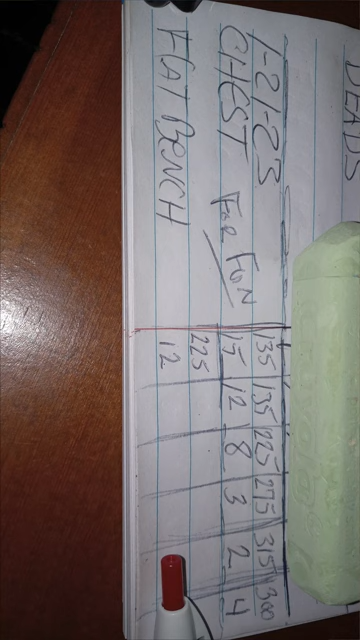 DEADS
1-21-23 135 135 225 275 315 300
CHEST FOR FUN 15 12 8 3 2 4
225
FLAT BENCH 12